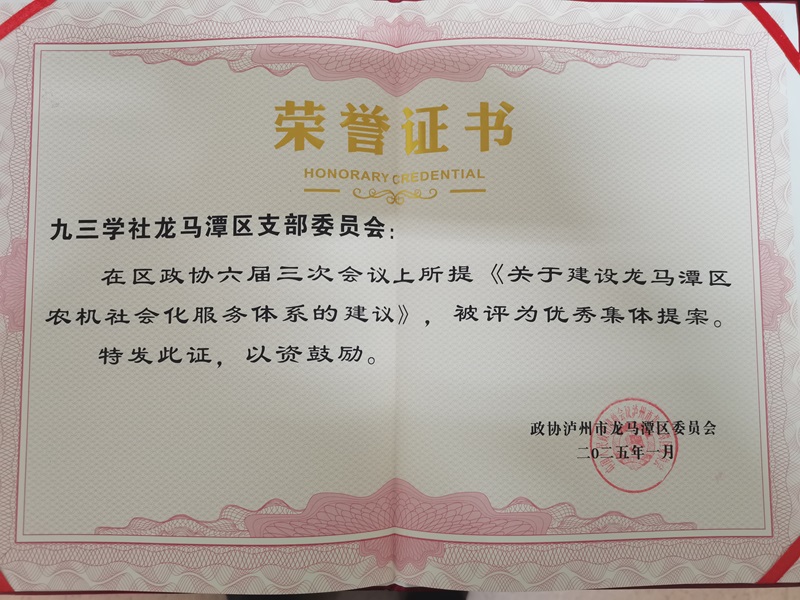 荣誉证书
HONORARY CREDENTIAL
九三学社龙马潭区支部委员会:
在区政协六届三次会议上所提《关于建设龙马潭区
农机社会化服务体系的建议》，被评为优秀集体提案。
特发此证，以资鼓励。
政协泸州市龙马潭区委员会
二0二五年一月